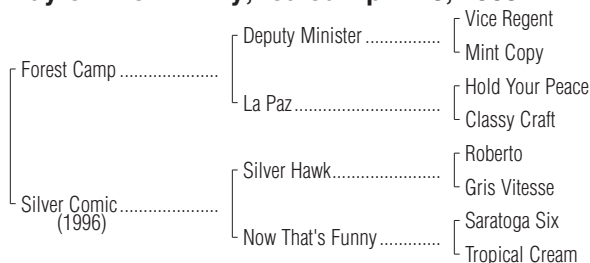 Vice Regent
Deputy Minister ................
Mint Copy
Forest Camp .....................
Hold Your Peace
La Paz...............................
Classy Craft
Roberto
Silver Hawk.......................
Gris Vitesse
Silver Comic .....................
(1996)
Saratoga Six
Now That's Funny .............
Tropical Cream